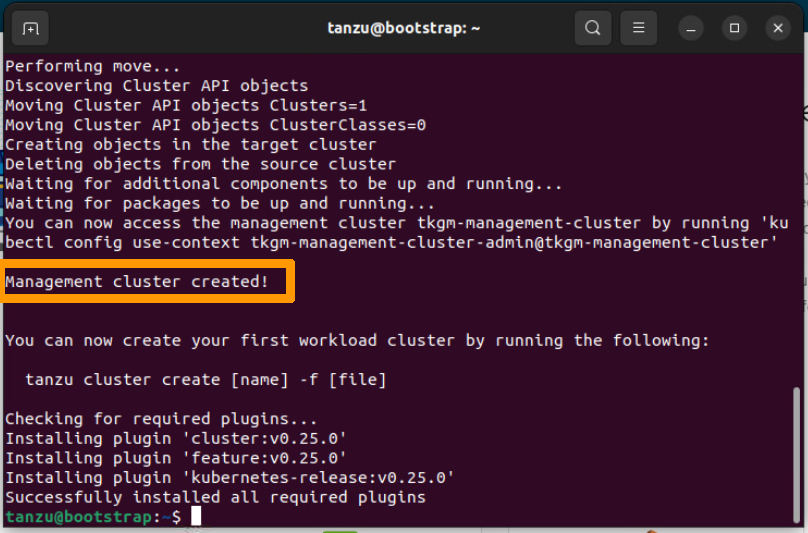 tanzu@bootstrap: ~
Performing move...
Discovering Cluster API objects
Moving Cluster API objects Clusters=1
Moving Cluster API objects ClusterClasses=0
Creating objects in the target cluster
Deleting objects from the source cluster
Waiting for additional components to be up and running...
Waiting for packages to be up and running...
You can now access the management cluster tkgm-management-cluster by running 'ku
bectl config use-context tkgm-management-cluster-admin@tkgm-management-cluster'
Management cluster created!
You can now create your first workload cluster by running the following:
tanzu cluster create [name] -f [file]
Checking for required plugins...
Installing plugin 'cluster:v0.25.0'
Installing plugin 'feature:v0.25.0'
Installing plugin 'kubernetes-release:v0.25.0'
Successfully installed all required plugins
tanzu@bootstrap:~$